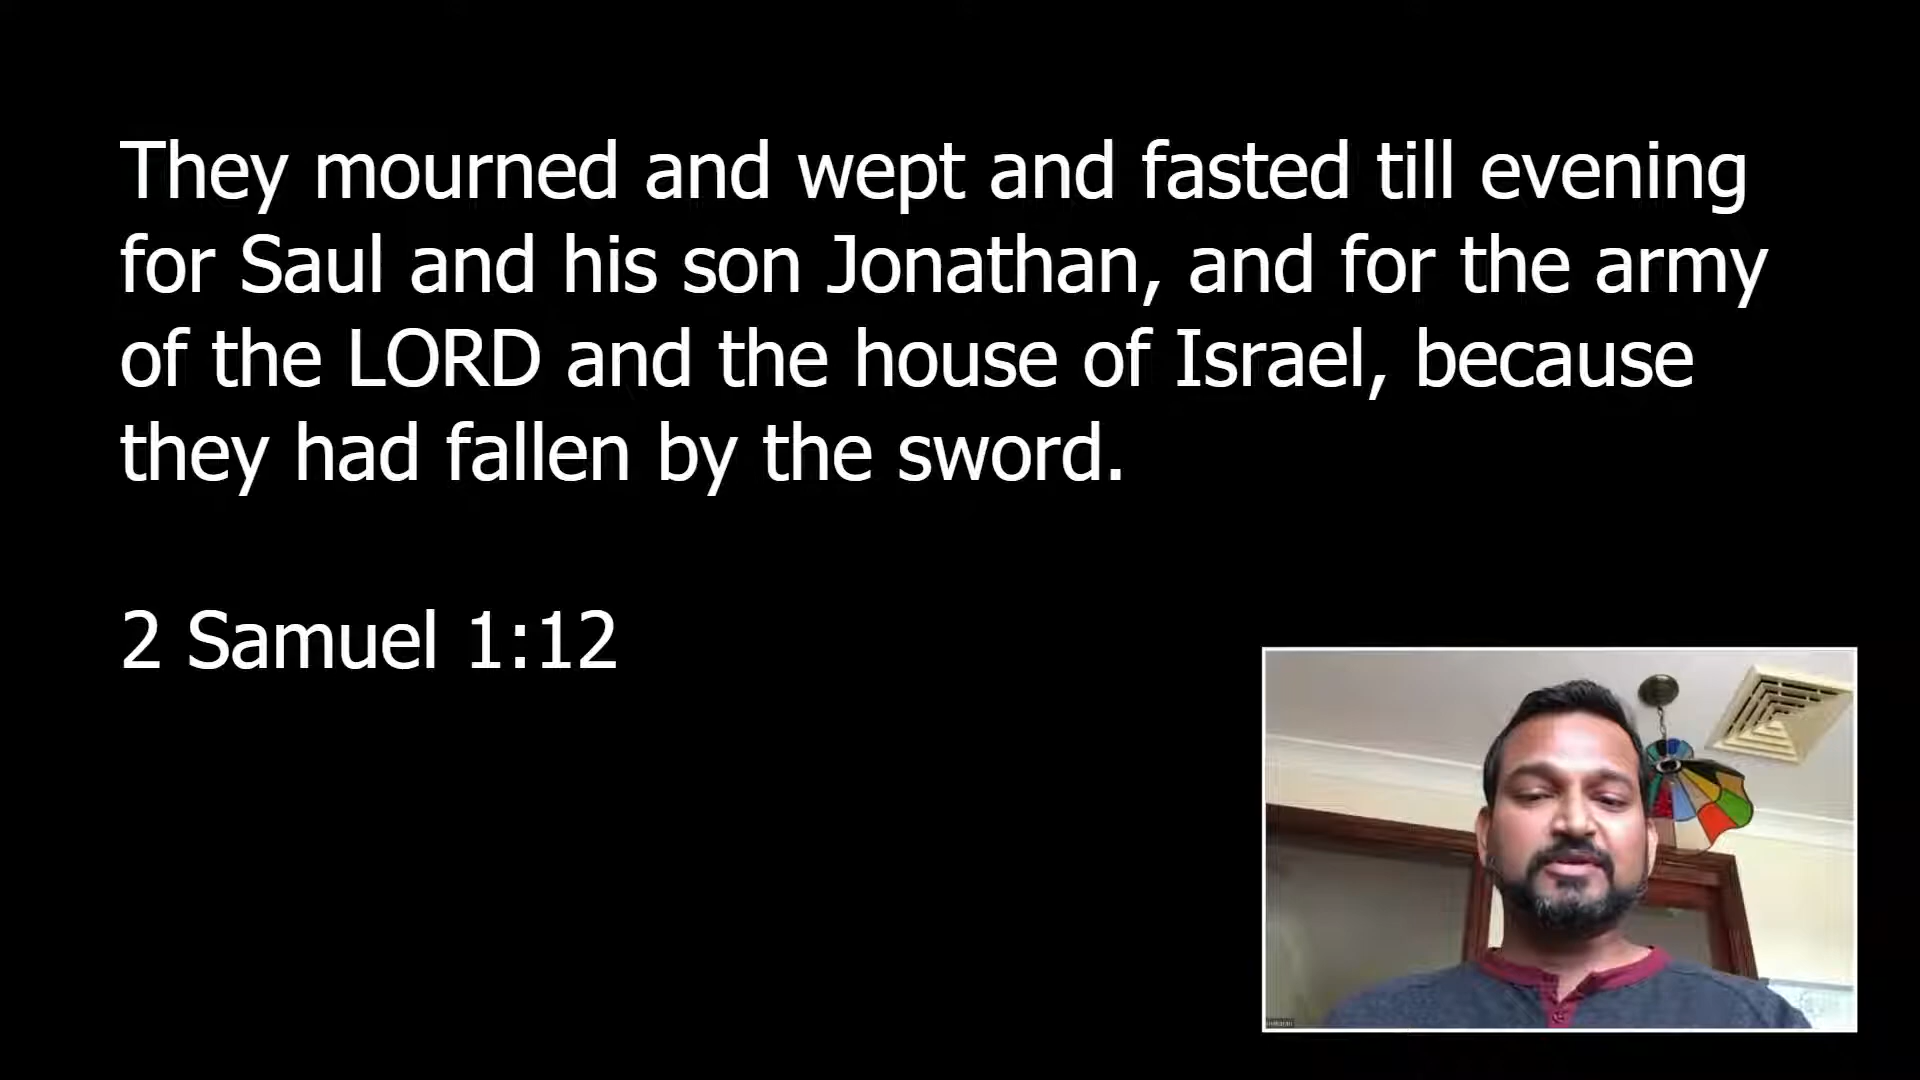 They mourned and wept and fasted till evening
for Saul and his son Jonathan, and for the army
of the LORD and the house of Israel, because
they had fallen by the sword.
2 Samuel 1:12